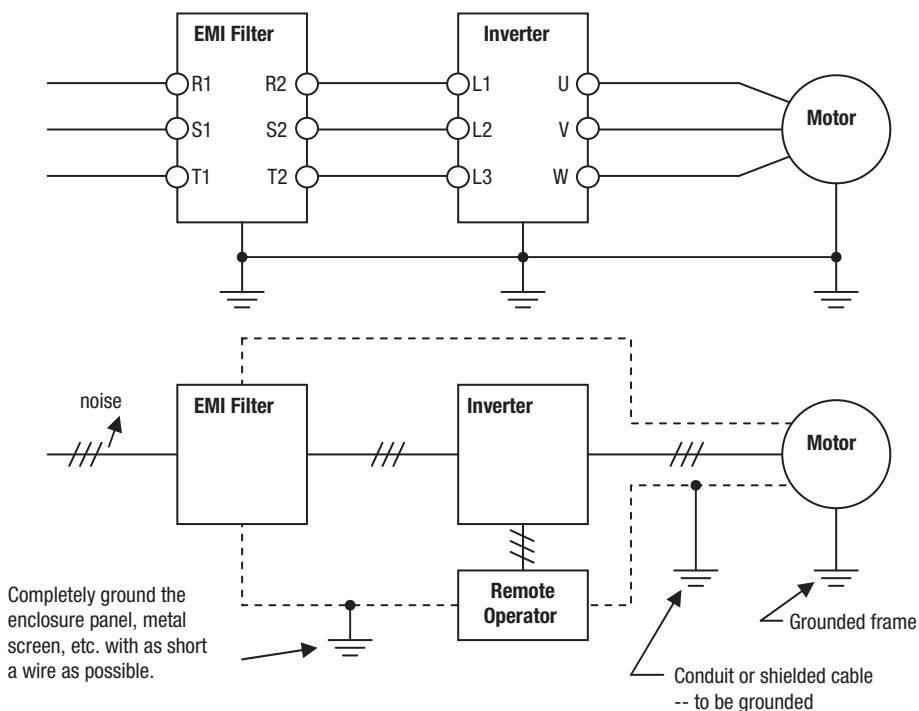 EMI Filter
Inverter
R1 R2 L1 U
S1 S2 L2 V
T1 T2 L3 W
Motor
noise
EMI Filter
Inverter
Motor
Remote
Operator
Completely ground the
enclosure panel, metal
screen, etc. with as short
a wire as possible.
Grounded frame
Conduit or shielded cable
-- to be grounded